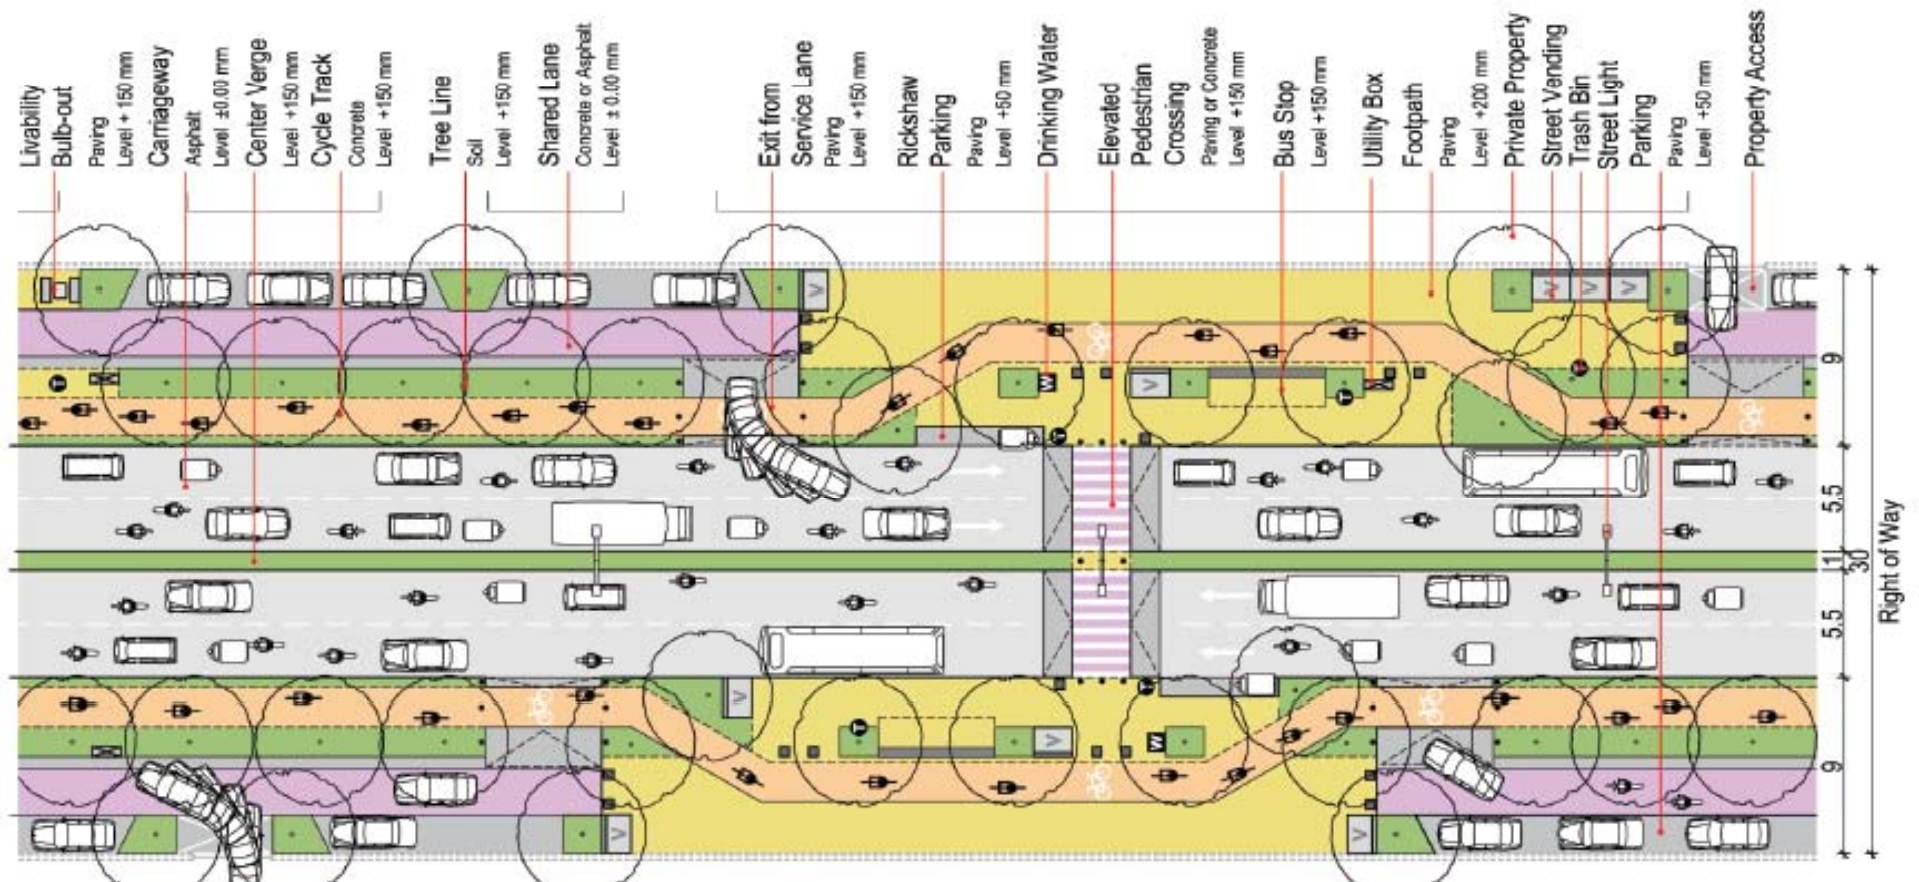 Livability
Bulb-out
Paving
Level + 150 mm
Carriageway
Asphalt
Level ±0.00 mm
Center Verge
Level +150 mm
Cycle Track
Concrete
Level +150 mm
Tree Line
Soil
Level +150 mm
Shared Lane
Concrete or Asphalt
Level ± 0.00 mm
Exit from
Service Lane
Paving
Level +150 mm
Rickshaw
Parking
Paving
Level +50 mm
Drinking Water
Elevated
Pedestrian
Crossing
Paving or Concrete
Level +150 mm
Bus Stop
Level +150 mm
Utility Box
Footpath
Paving
Level +200 mm
Private Property
Street Vending
Trash Bin
Street Light
Parking
Paving
Level +50 mm
Property Access
V
V
V
V
W
V
T
T
T
9
5.5
1
30
5.5
9
Right of Way
V
T
T
V
W
V
V